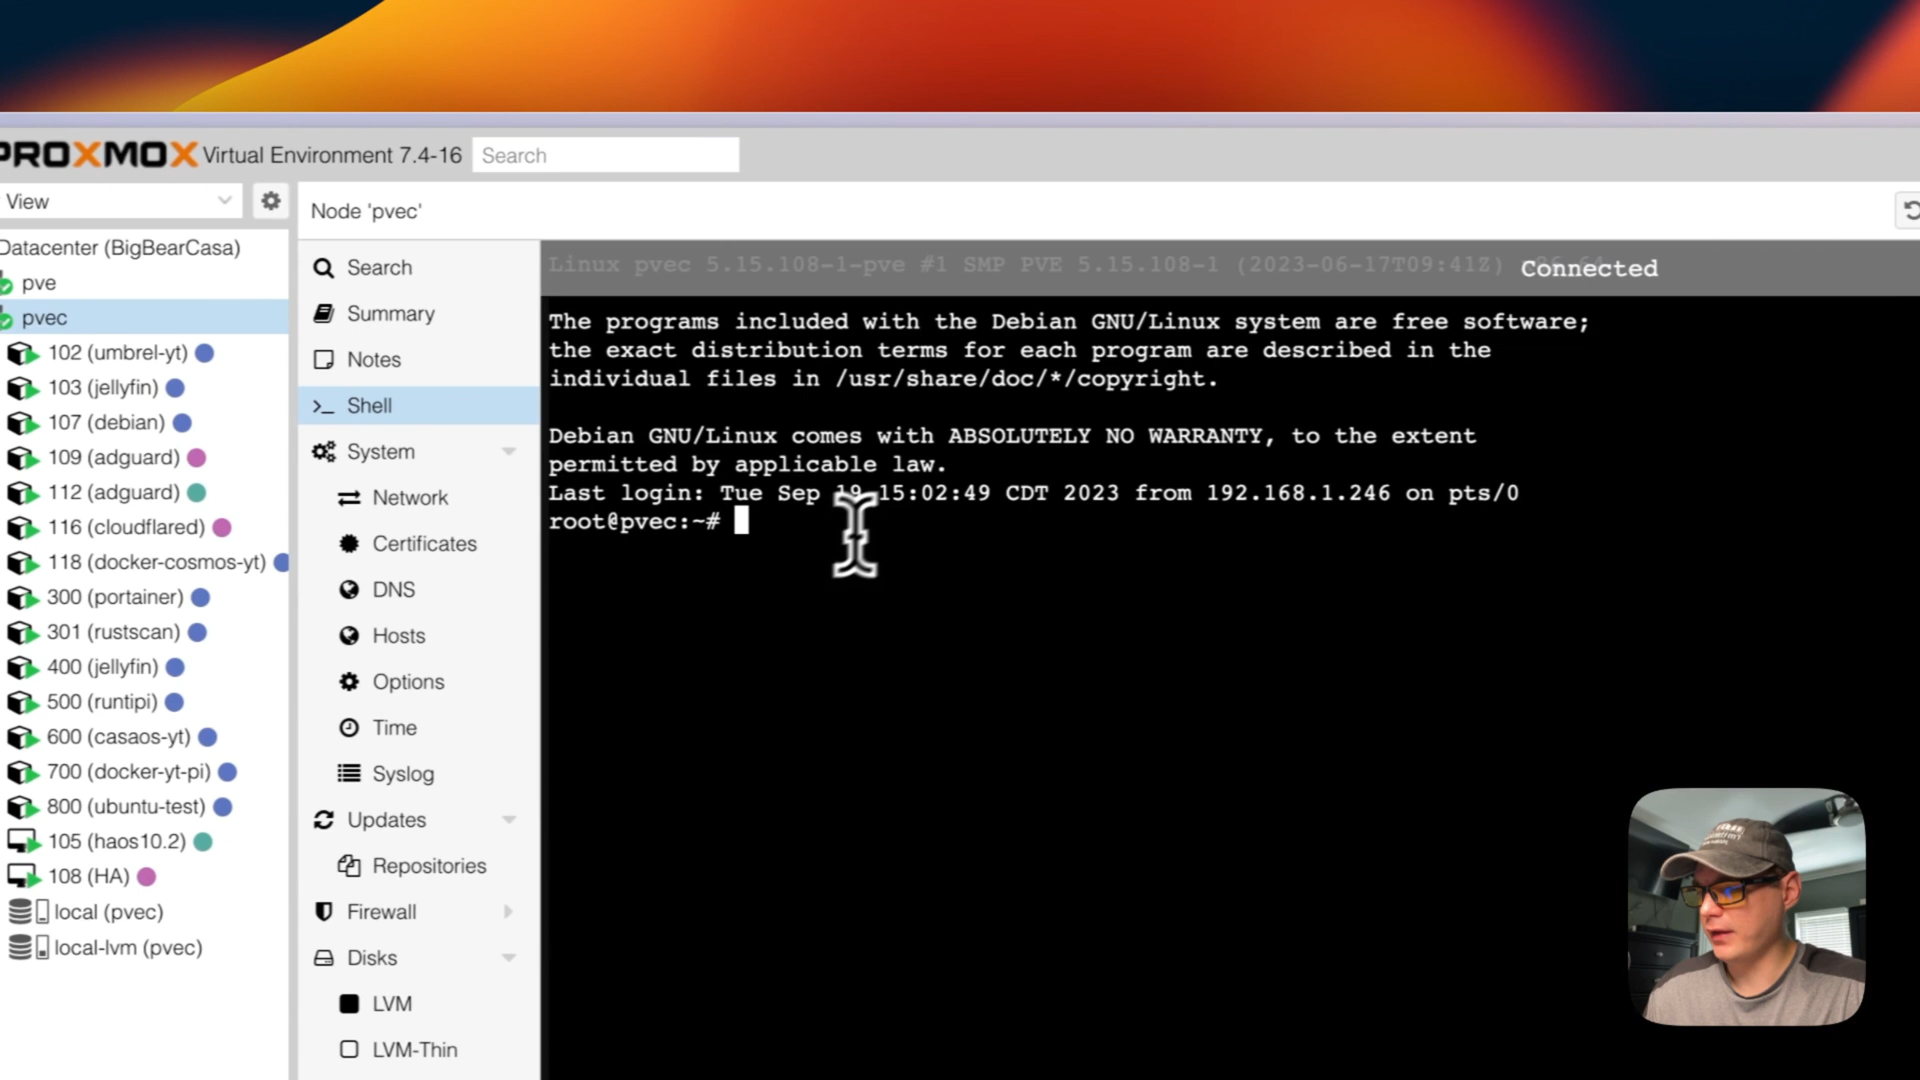 PROXMOX Virtual Environment 7.4-16 Search
View
Node 'pvec'
Datacenter (BigBearCasa)
pve
pvec
102 (umbrel-yt)
103 (jellyfin)
107 (debian)
109 (adguard)
112 (adguard)
116 (cloudflared)
118 (docker-cosmos-yt)
300 (portainer)
301 (rustscan)
400 (jellyfin)
500 (runtipi)
600 (casaos-yt)
700 (docker-yt-pi)
800 (ubuntu-test)
105 (haos10.2)
108 (HA)
local (pvec)
local-lvm (pvec)
Search
Summary
Notes
>_ Shell
System
Network
Certificates
DNS
Hosts
Options
Time
Syslog
Updates
Repositories
Firewall
Disks
LVM
LVM-Thin
Linux pvec 5.15.108-1-pve #1 SMP PVE 5.15.108-1 (2023-06-17T09:41Z)
Connected
The programs included with the Debian GNU/Linux system are free software;
the exact distribution terms for each program are described in the
individual files in /usr/share/doc/*/copyright.
Debian GNU/Linux comes with ABSOLUTELY NO WARRANTY, to the extent
permitted by applicable law.
Last login: Tue Sep 19 15:02:49 CDT 2023 from 192.168.1.246 on pts/0
root@pvec:~#